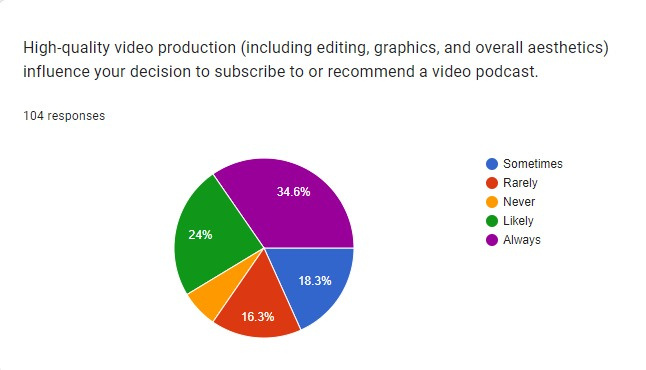 High-quality video production (including editing, graphics, and overall aesthetics)
influence your decision to subscribe to or recommend a video podcast.
104 responses
34.6%
24%
18.3%
16.3%
Sometimes
Rarely
Never
Likely
Always